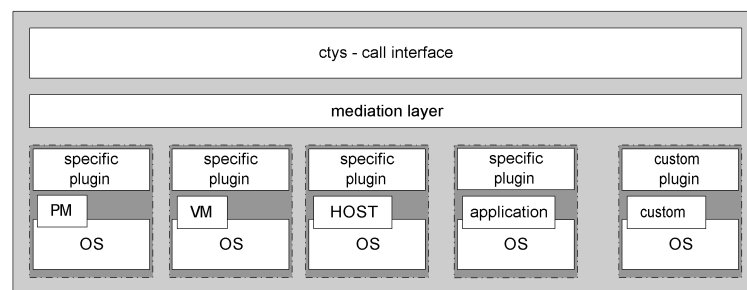 ctys - call interface
mediation layer
specific
plugin
PM
OS
specific
plugin
VM
OS
specific
plugin
HOST
OS
specific
plugin
application
OS
custom
plugin
custom
OS